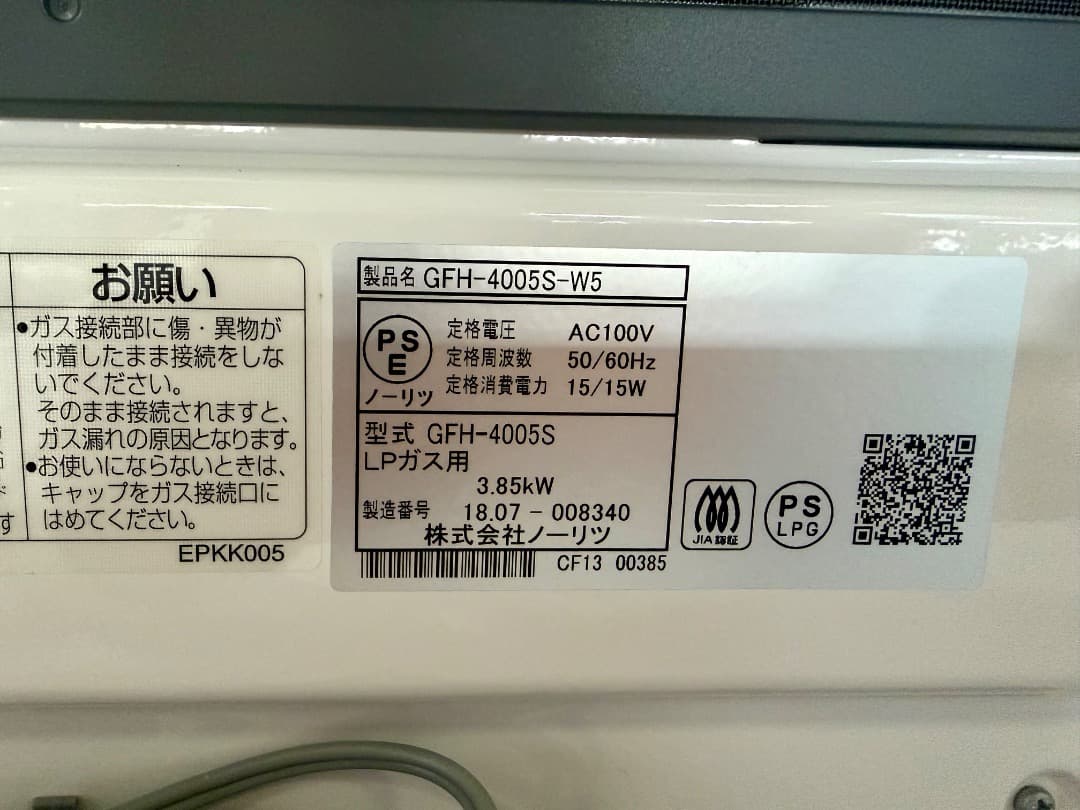 お願い
●ガス接続部に傷・異物が
付着したまま接続をしな
いでください。
そのまま接続されますと、
ガス漏れの原因となります。
●お使いにならないときは、
キャップをガス接続口に
はめてください。
EPKK005
製品名 GFH-4005S-W5
PS
E
ノーリツ
定格電圧 AC100V
定格周波数 50/60Hz
定格消費電力 15/15W
型式 GFH-4005S
LPガス用
3.85kW
製造番号 18.07 - 008340
株式会社ノーリツ
CF13 00385
JIA 認証
PS
LPG